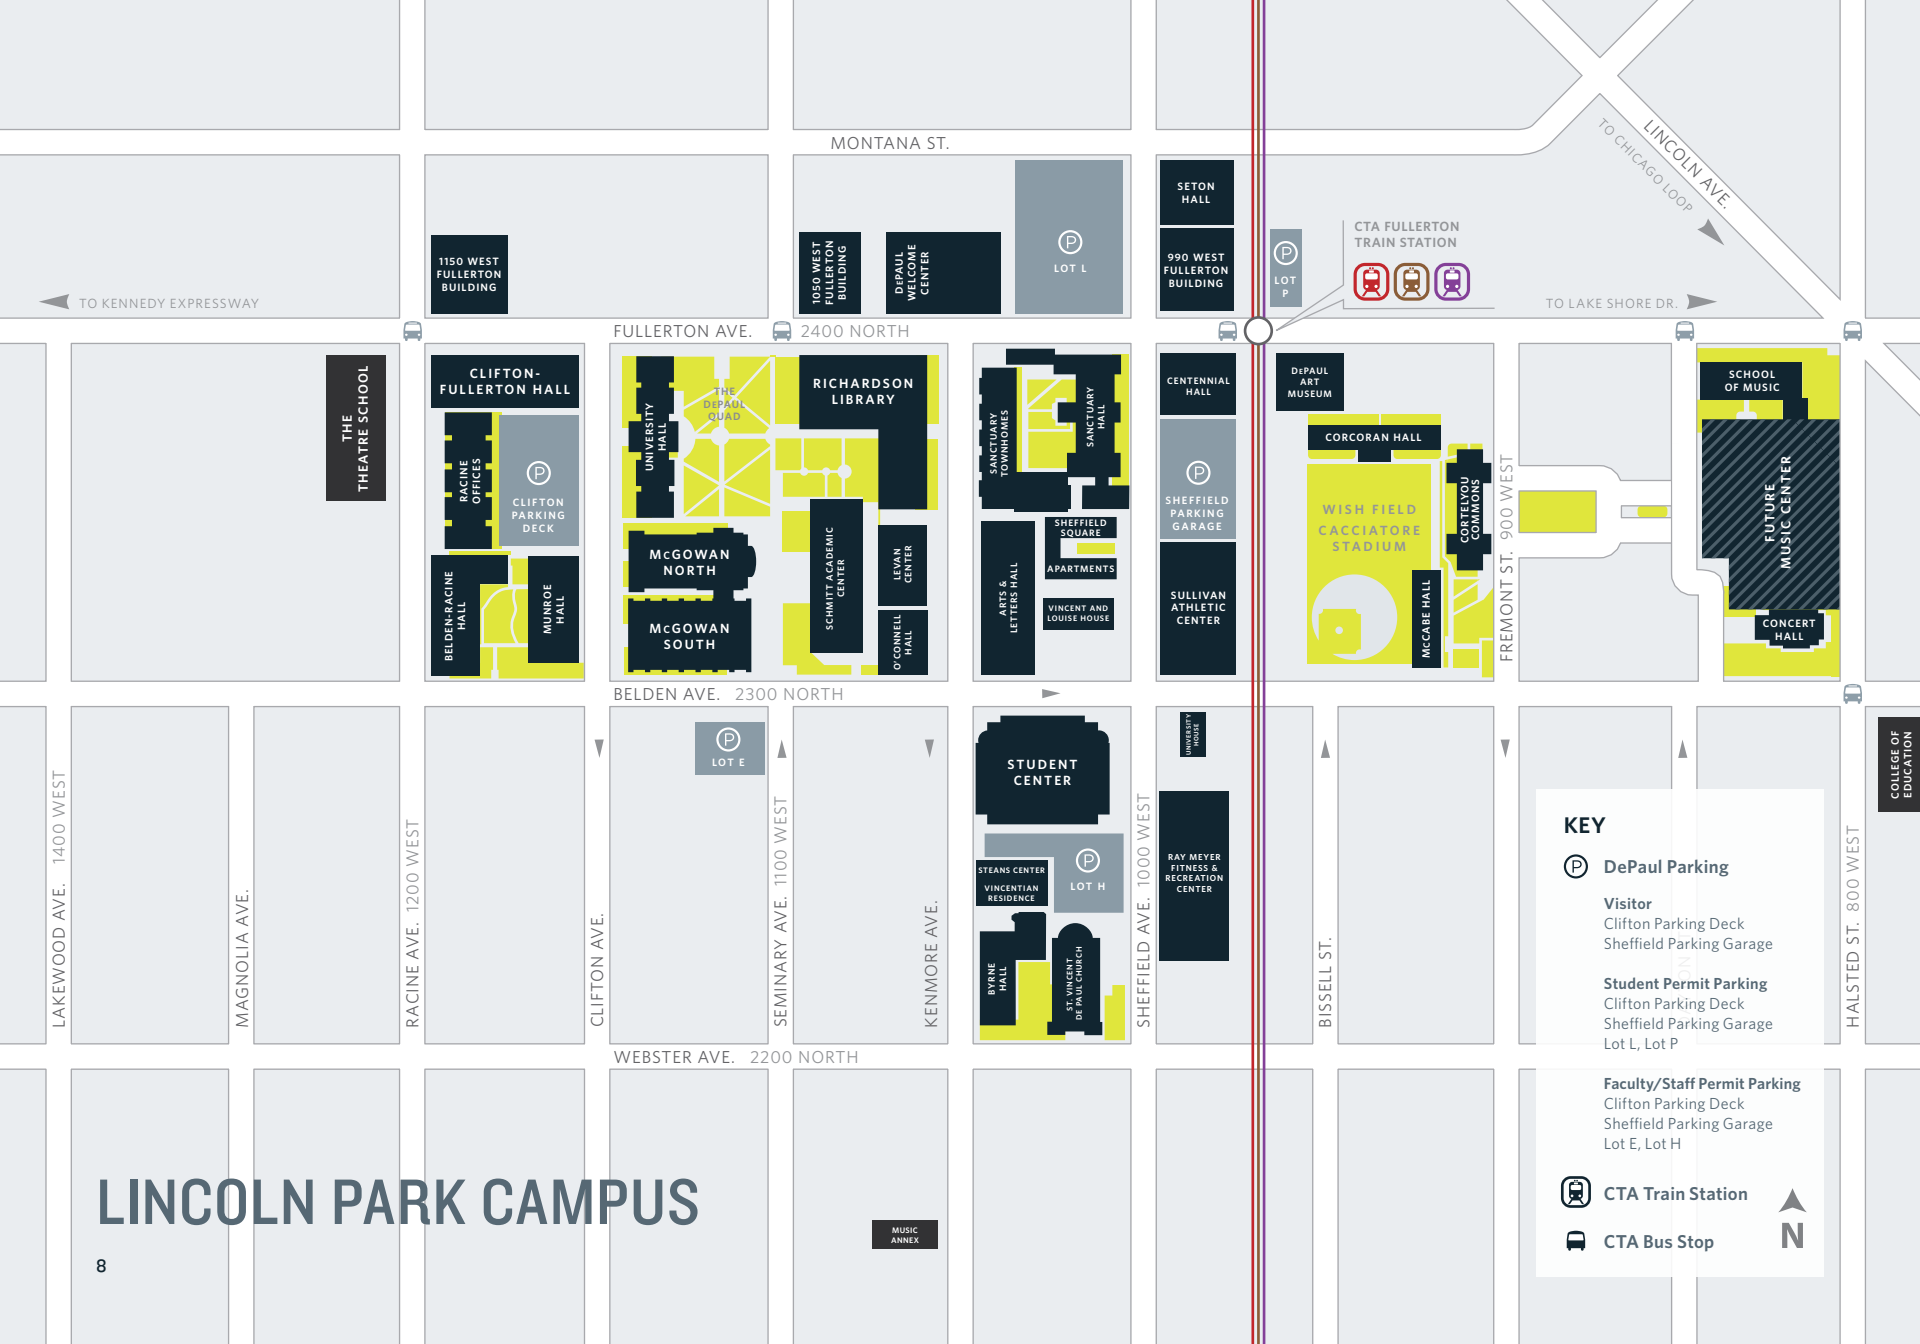 MONTANA ST.
LINCOLN AVE.
TO CHICAGO LOOP
SETON
HALL
1150 WEST
FULLERTON
BUILDING
1050 WEST
FULLERTON
BUILDING
DePAUL
WELCOME
CENTER
P
LOT L
990 WEST
FULLERTON
BUILDING
P
LOT
P
CTA FULLERTON
TRAIN STATION
TO KENNEDY EXPRESSWAY
TO LAKE SHORE DR.
FULLERTON AVE. 2400 NORTH
THE
THEATRE SCHOOL
CLIFTON-
FULLERTON HALL
RACINE
OFFICES
P
CLIFTON
PARKING
DECK
BELDEN-RACINE
HALL
MUNROE
HALL
UNIVERSITY
HALL
THE
DePAUL
QUAD
RICHARDSON
LIBRARY
McGOWAN
NORTH
McGOWAN
SOUTH
SCHMITT ACADEMIC
CENTER
LEVAN
CENTER
O'CONNELL
HALL
SANCTUARY
TOWNHOMES
SANCTUARY
HALL
SHEFFIELD
SQUARE
APARTMENTS
ARTS &
LETTERS HALL
VINCENT AND
LOUISE HOUSE
CENTENNIAL
HALL
P
SHEFFIELD
PARKING
GARAGE
SULLIVAN
ATHLETIC
CENTER
DePAUL
ART
MUSEUM
CORCORAN HALL
WISH FIELD
CACCIATORE
STADIUM
CORTELYOU
COMMONS
MCCABE HALL
FREMONT ST. 900 WEST
SCHOOL
OF MUSIC
FUTURE
MUSIC CENTER
CONCERT
HALL
BELDEN AVE. 2300 NORTH
P
LOT E
STUDENT
CENTER
UNIVERSITY
HOUSE
STEANS CENTER
VINCENTIAN
RESIDENCE
P
LOT H
RAY MEYER
FITNESS &
RECREATION
CENTER
BYRNE
HALL
ST. VINCENT
DE PAUL CHURCH
COLLEGE OF
EDUCATION
LAKEWOOD AVE. 1400 WEST
MAGNOLIA AVE.
RACINE AVE. 1200 WEST
CLIFTON AVE.
SEMINARY AVE. 1100 WEST
KENMORE AVE.
SHEFFIELD AVE. 1000 WEST
BISSELL ST.
HALSTED ST. 800 WEST
WEBSTER AVE. 2200 NORTH
KEY
P DePaul Parking
Visitor
Clifton Parking Deck
Sheffield Parking Garage
Student Permit Parking
Clifton Parking Deck
Sheffield Parking Garage
Lot L, Lot P
Faculty/Staff Permit Parking
Clifton Parking Deck
Sheffield Parking Garage
Lot E, Lot H
CTA Train Station
CTA Bus Stop
N
LINCOLN PARK CAMPUS
MUSIC
ANNEX
8